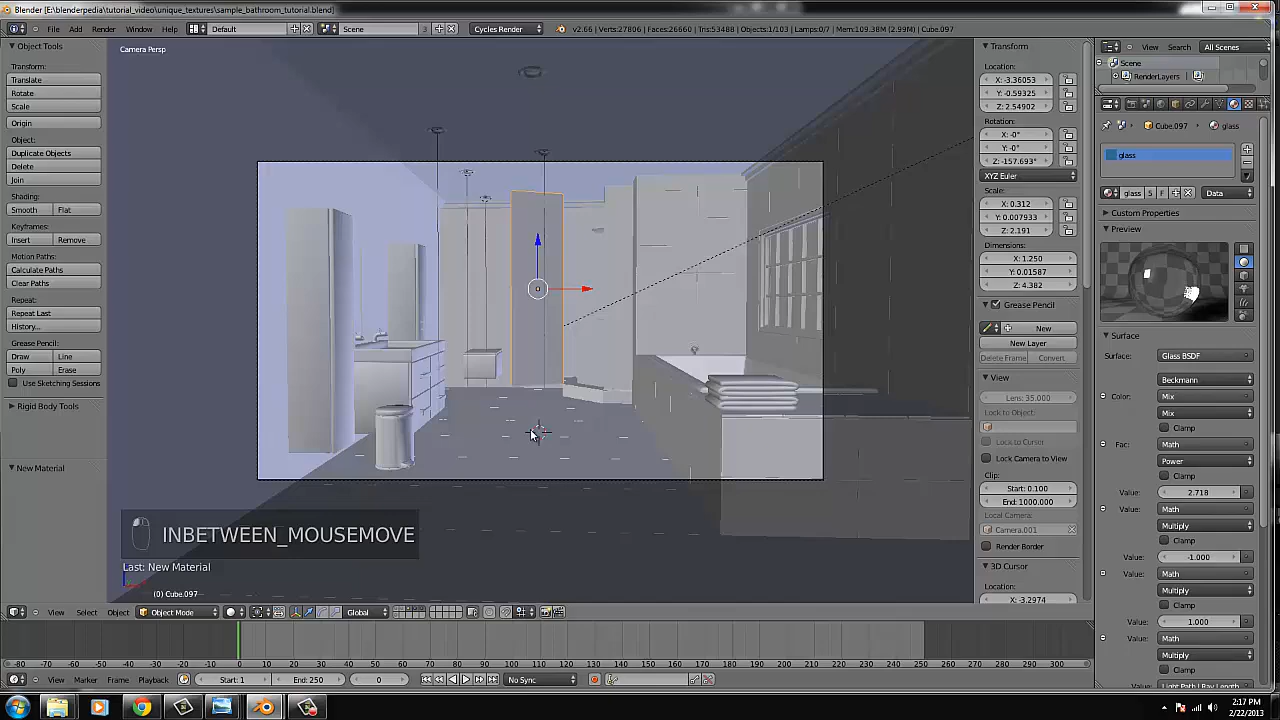 Blender [E:\blenderpedia\tutorial_video\unique_textures\sample_bathroom_tutorial.blend]
File Add Render Window Help Default Scene 3 F Cycles Render v2.66 | Verts:27806 | Faces:26660 | Tris:53488 | Objects:1/103 | Lamps:0/7 | Mem:109.38M (2.99M) | Cube.097
View Search All Scenes
Object Tools
Transform:
Translate
Rotate
Scale
Origin
Object:
Duplicate Objects
Delete
Join
Shading:
Smooth Flat
Keyframes:
Insert Remove
Motion Paths:
Calculate Paths
Clear Paths
Repeat:
Repeat Last
History...
Grease Pencil:
Draw Line
Poly Erase
Use Sketching Sessions
Rigid Body Tools
New Material
Camera Persp
INBETWEEN_MOUSEMOVE
Last: New Material
(0) Cube.097
Transform
Location:
X: -3.36053
Y: -0.59325
Z: 2.54902
Rotation:
X: -0°
Y: -0°
Z: -157.693°
XYZ Euler
Scale:
X: 0.312
Y: 0.007933
Z: 2.191
Dimensions:
X: 1.250
Y: 0.01587
Z: 4.382
Grease Pencil
New
New Layer
Delete Frame Convert
View
Lens: 35.000
Lock to Object:
Lock to Cursor
Lock Camera to View
Clip:
Start: 0.100
End: 1000.000
Local Camera:
Camera.001
Render Border
3D Cursor
Location:
X: -3.2974
Scene
RenderLayers
Cube.097 glass
glass
glass 5 F Data
Custom Properties
Preview
Surface
Surface: Glass BSDF
Beckmann
Color: Mix
Mix
Clamp
Fac: Math
Power
Clamp
Value: 2.718
Value: Math
Multiply
Clamp
Value: -1.000
Value: Math
Multiply
Clamp
Value: 1.000
Value: Math
Multiply
Clamp
Light Path | Ray Length
View Select Object Object Mode Global
-80 -70 -60 -50 -40 -30 -20 -10 0 10 20 30 40 50 60 70 80 90 100 110 120 130 140 150 160 170 180 190 200 210 220 230 240 250 260 270 280 290 300
View Marker Frame Playback Start: 1 End: 250 0 No Sync
2:17 PM
2/22/2013